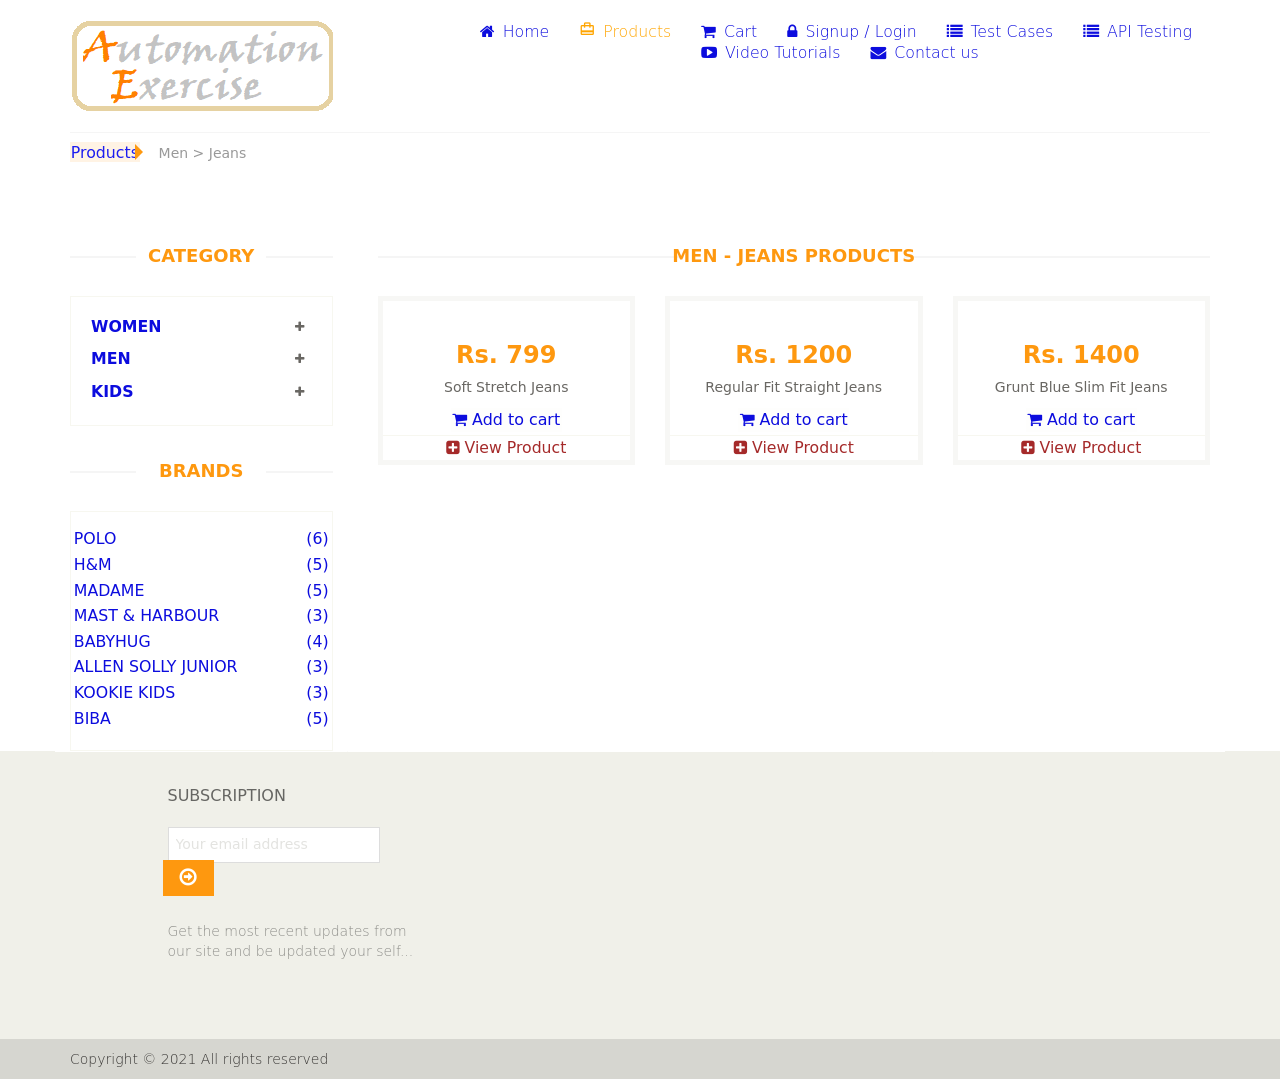 Automation
Exercise
Home
Products
Cart
Signup / Login
Test Cases
API Testing
Video Tutorials
Contact us
Products
Men > Jeans
CATEGORY
WOMEN
MEN
KIDS
BRANDS
POLO (6)
H&M (5)
MADAME (5)
MAST & HARBOUR (3)
BABYHUG (4)
ALLEN SOLLY JUNIOR (3)
KOOKIE KIDS (3)
BIBA (5)
MEN - JEANS PRODUCTS
Rs. 799
Soft Stretch Jeans
Add to cart
View Product
Rs. 1200
Regular Fit Straight Jeans
Add to cart
View Product
Rs. 1400
Grunt Blue Slim Fit Jeans
Add to cart
View Product
SUBSCRIPTION
Your email address
Get the most recent updates from
our site and be updated your self...
Copyright © 2021 All rights reserved